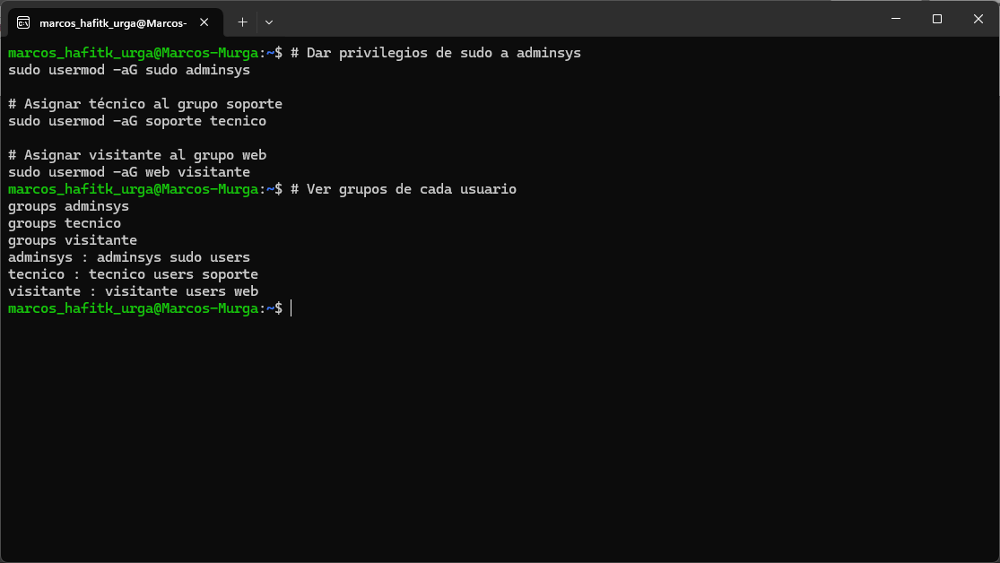 marcos_hafitk_urga@Marcos-
marcos_hafitk_urga@Marcos-Murga:~$ # Dar privilegios de sudo a adminsys
sudo usermod -aG sudo adminsys
# Asignar técnico al grupo soporte
sudo usermod -aG soporte tecnico
# Asignar visitante al grupo web
sudo usermod -aG web visitante
marcos_hafitk_urga@Marcos-Murga:~$ # Ver grupos de cada usuario
groups adminsys
groups tecnico
groups visitante
adminsys : adminsys sudo users
tecnico : tecnico users soporte
visitante : visitante users web
marcos_hafitk_urga@Marcos-Murga:~$